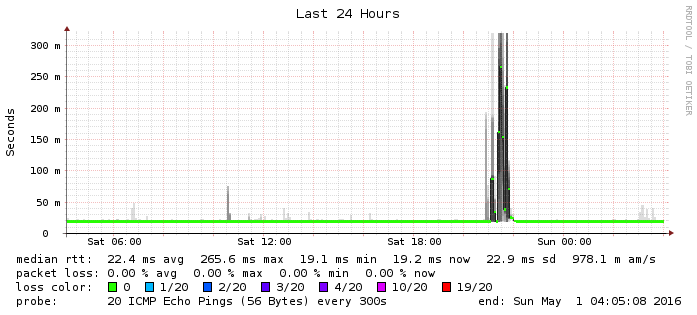 Last 24 Hours
RRDTOOL / TOBI OETIKER
Seconds
300 m
250 m
200 m
150 m
100 m
50 m
0
Sat 06:00 Sat 12:00 Sat 18:00 Sun 00:00
median rtt: 22.4 ms avg 265.6 ms max 19.1 ms min 19.2 ms now 22.9 ms sd 978.1 m am/s
packet loss: 0.00 % avg 0.00 % max 0.00 % min 0.00 % now
loss color: 0 1/20 2/20 3/20 4/20 10/20 19/20
probe: 20 ICMP Echo Pings (56 Bytes) every 300s end: Sun May 1 04:05:08 2016